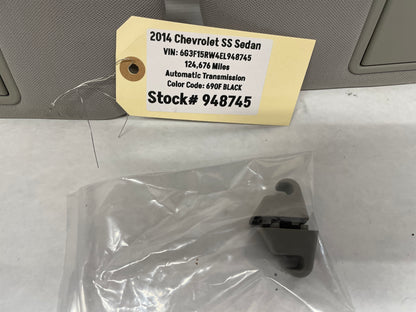 2014 Chevrolet SS Sedan
VIN: 6G3F15RW4EL948745
124,676 Miles
Automatic Transmission
Color Code: 690F BLACK
Stock# 948745